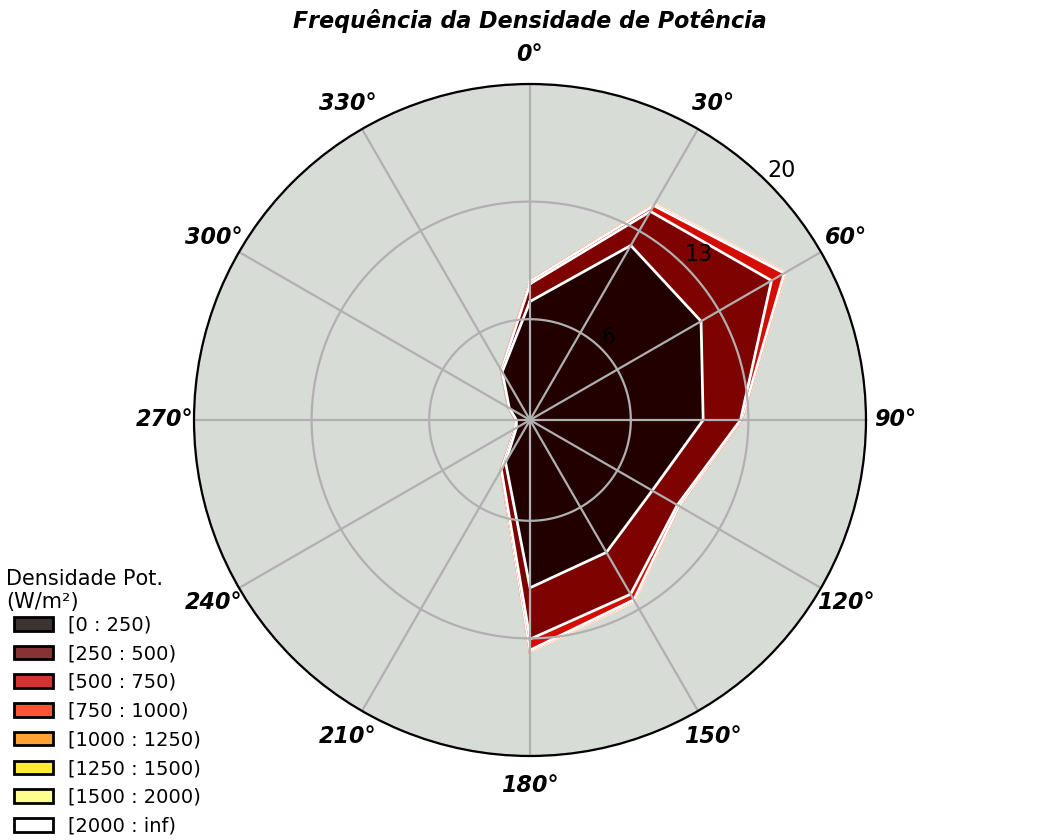 Frequência da Densidade de Potência
0°
330°
30°
20
300°
60°
13
6
270°
90°
240°
120°
210°
150°
180°
Densidade Pot.
(W/m²)
[0 : 250)
[250 : 500)
[500 : 750)
[750 : 1000)
[1000 : 1250)
[1250 : 1500)
[1500 : 2000)
[2000 : inf)